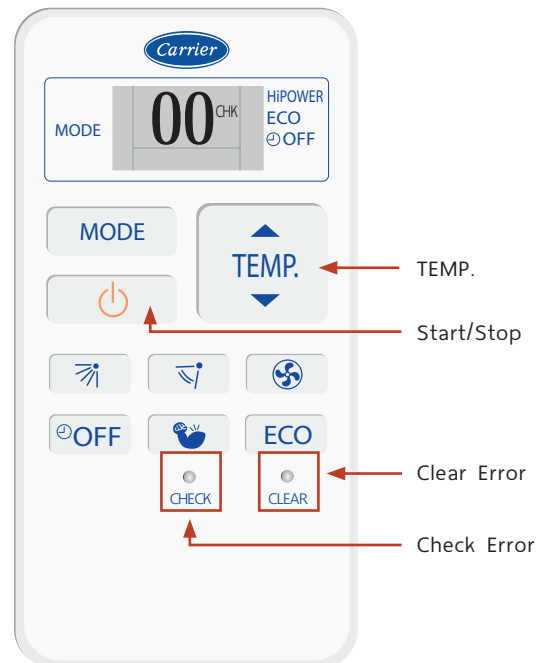 Carrier
MODE
00 CHK
HiPOWER
ECO
OFF
MODE
TEMP.
TEMP.
Start/Stop
OFF
ECO
CHECK
CLEAR
Clear Error
Check Error